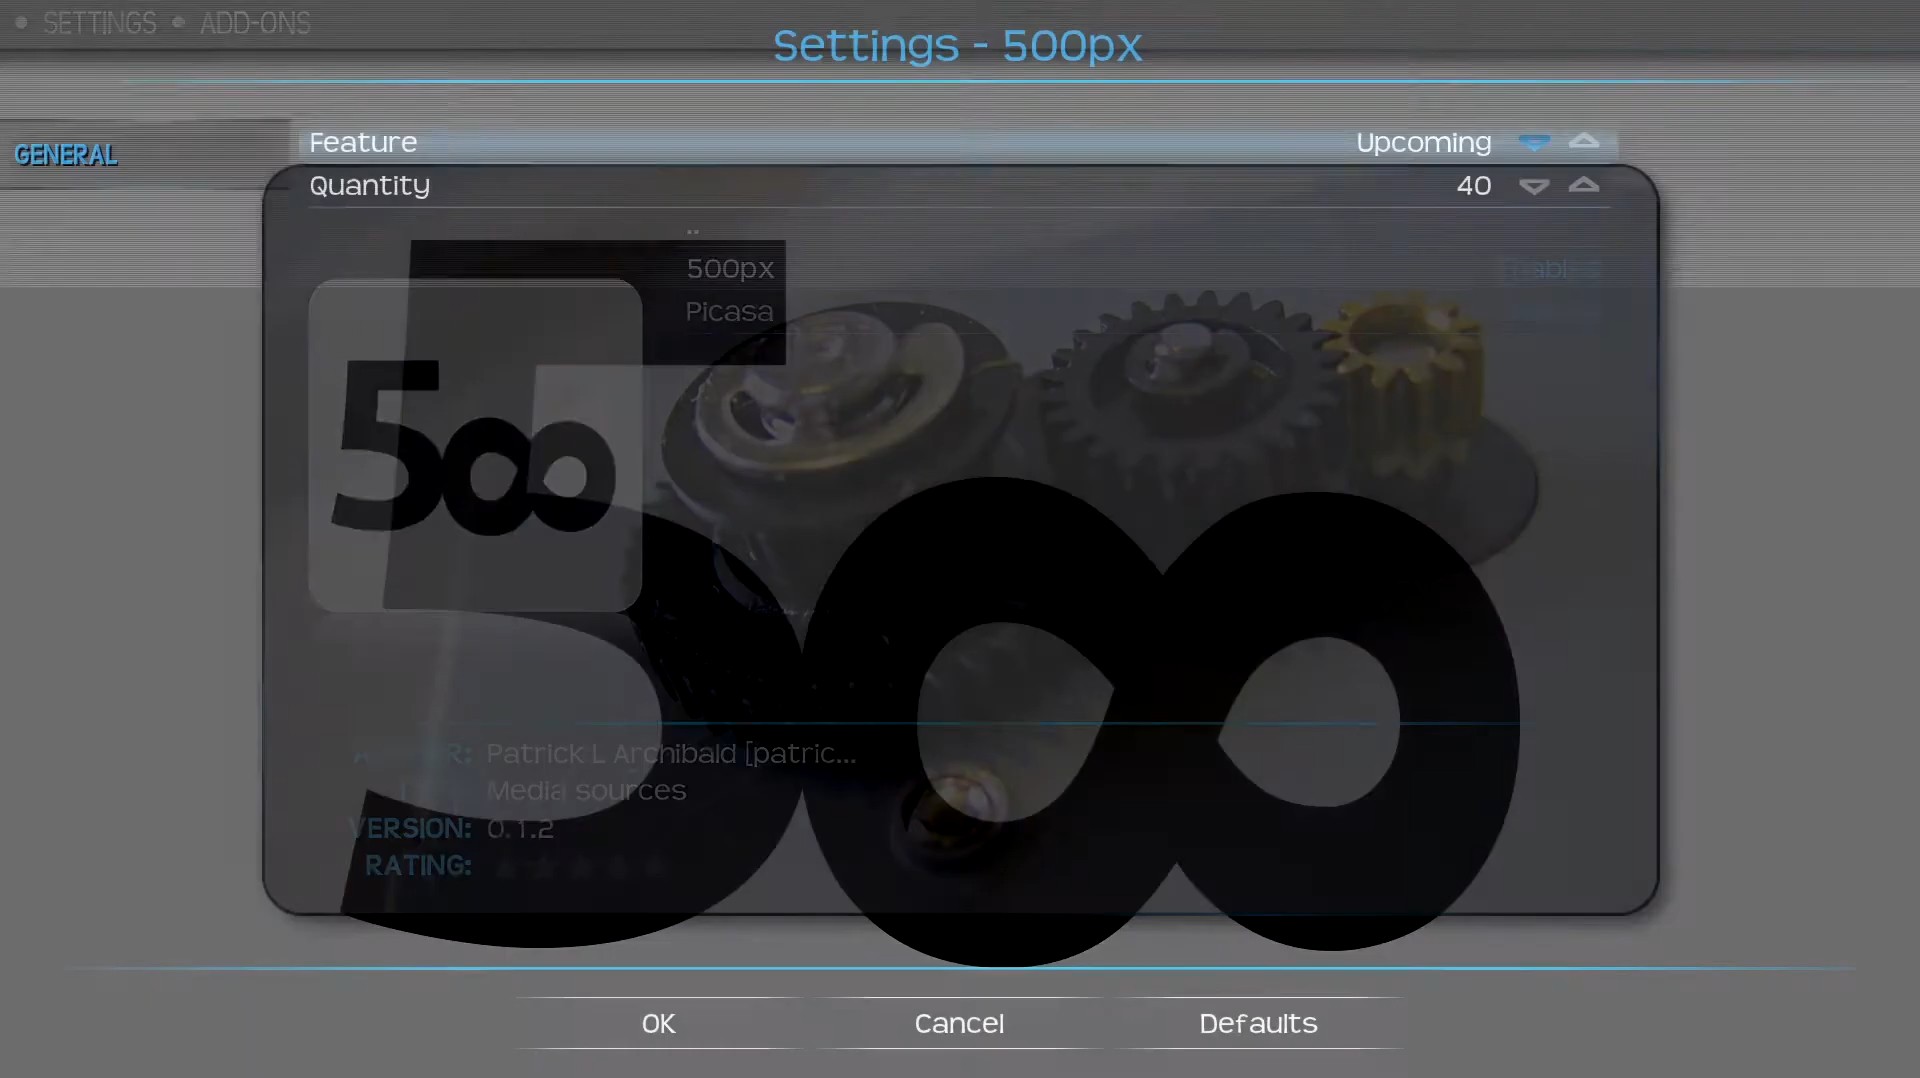 • SETTINGS • ADD-ONS
Settings - 500px
GENERAL
Feature Upcoming
Quantity 40
..
500px
Picasa
500
500
Patrick L Archibald [patric...
Media sources
VERSION: 0.1.2
RATING:
OK Cancel Defaults